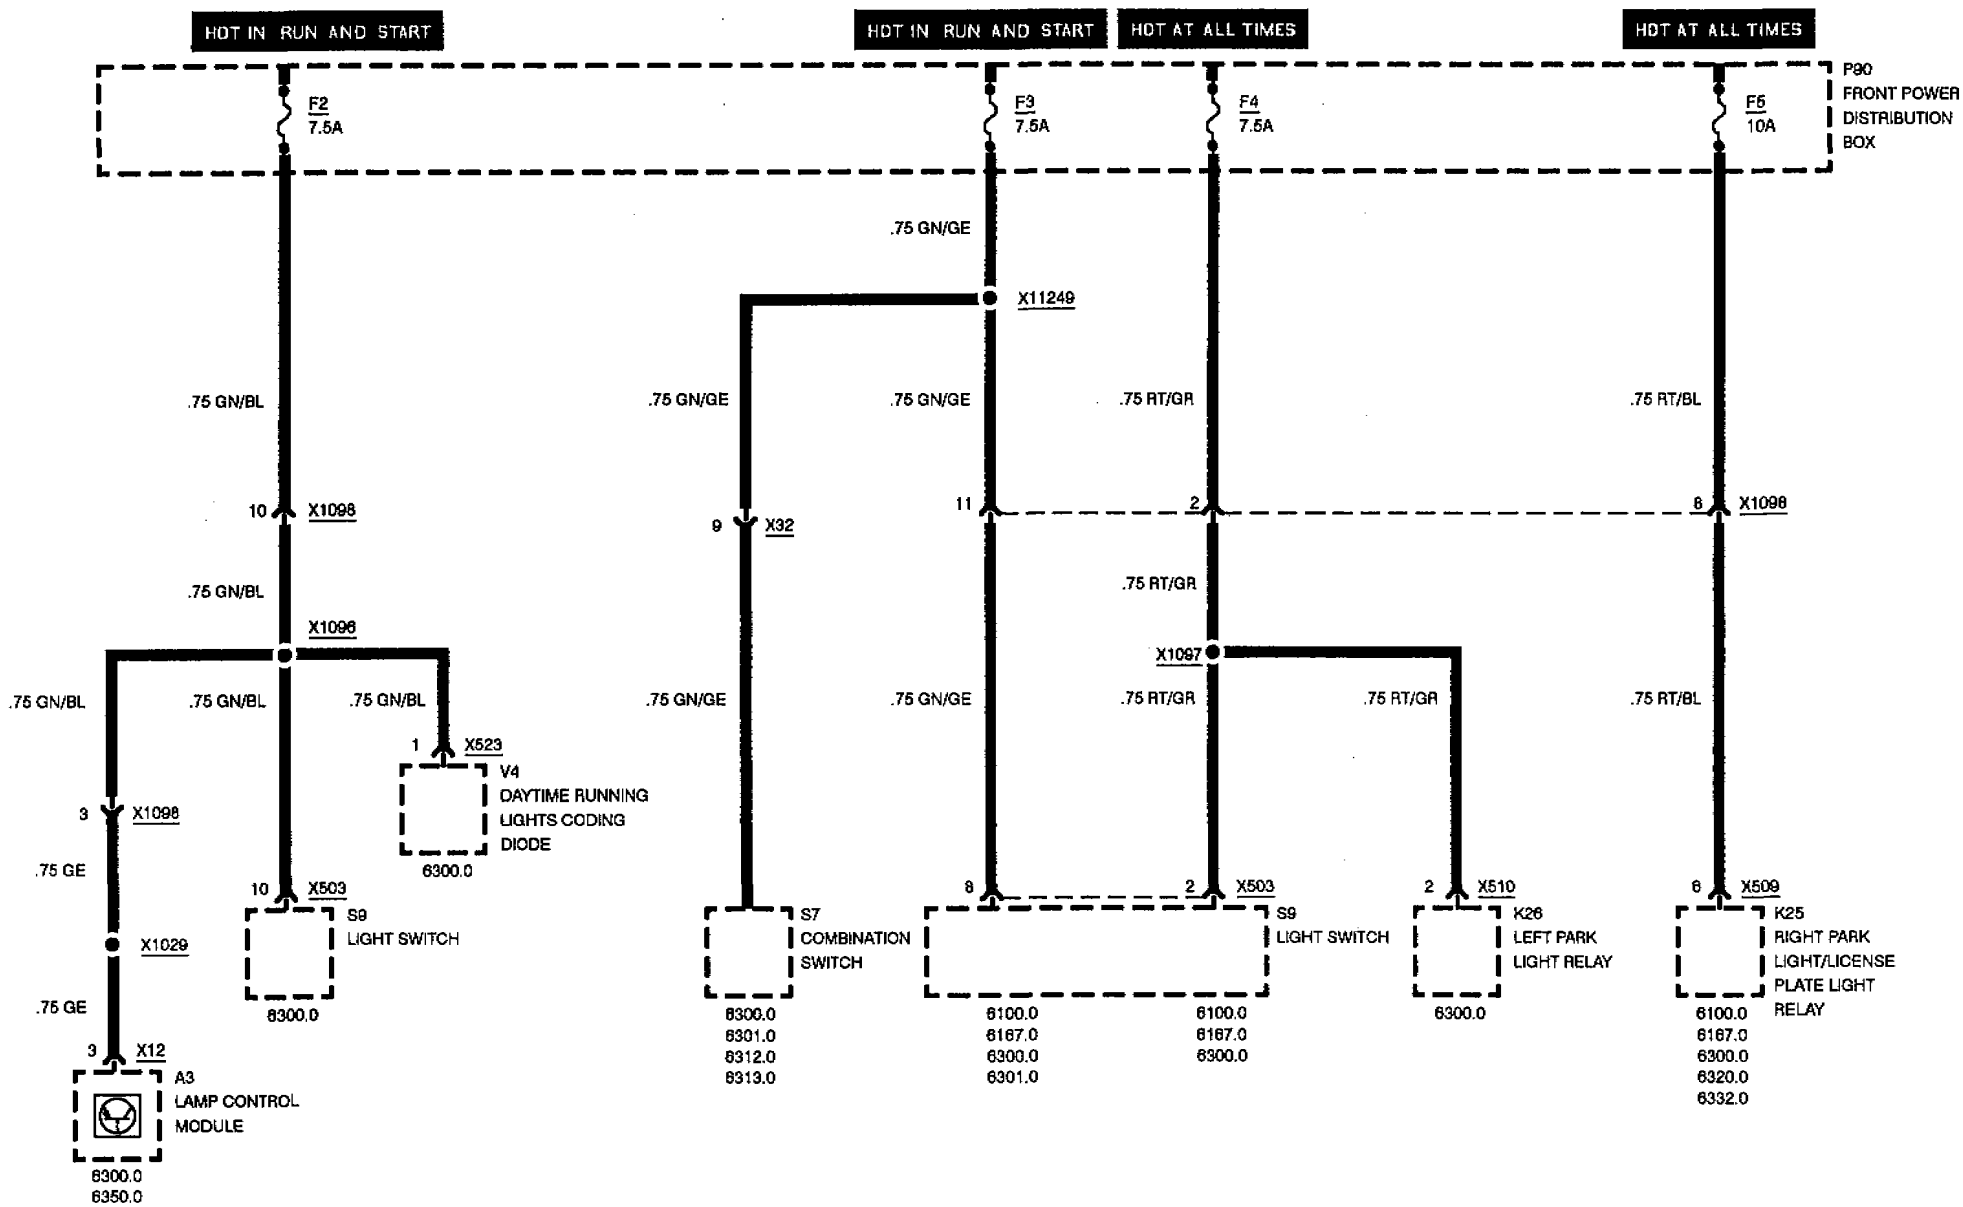 HOT IN RUN AND START
HOT IN RUN AND START
HOT AT ALL TIMES
HOT AT ALL TIMES
P90
FRONT POWER
DISTRIBUTION
BOX
F2
7.5A
F3
7.5A
F4
7.5A
F5
10A
.75 GN/GE
X11249
.75 GN/BL
.75 GN/GE
.75 GN/GE
.75 RT/GR
.75 RT/BL
10
X1098
9
X32
11
2
8
X1098
.75 GN/BL
.75 RT/GR
X1096
X1097
.75 GN/BL
.75 GN/BL
.75 GN/BL
.75 GN/GE
.75 GN/GE
.75 RT/GR
.75 RT/GR
.75 RT/BL
1
X523
V4
DAYTIME RUNNING
LIGHTS CODING
DIODE
6300.0
3
X1098
.75 GE
10
X503
S9
LIGHT SWITCH
6300.0
X1029
.75 GE
3
X12
A3
LAMP CONTROL
MODULE
6300.0
6350.0
S7
COMBINATION
SWITCH
6300.0
6301.0
6312.0
6313.0
8
2
X503
S9
LIGHT SWITCH
6100.0
6167.0
6300.0
6301.0
6100.0
6167.0
6300.0
2
X510
K26
LEFT PARK
LIGHT RELAY
6300.0
6
X509
K25
RIGHT PARK
LIGHT/LICENSE
PLATE LIGHT
RELAY
6100.0
6167.0
6300.0
6320.0
6332.0